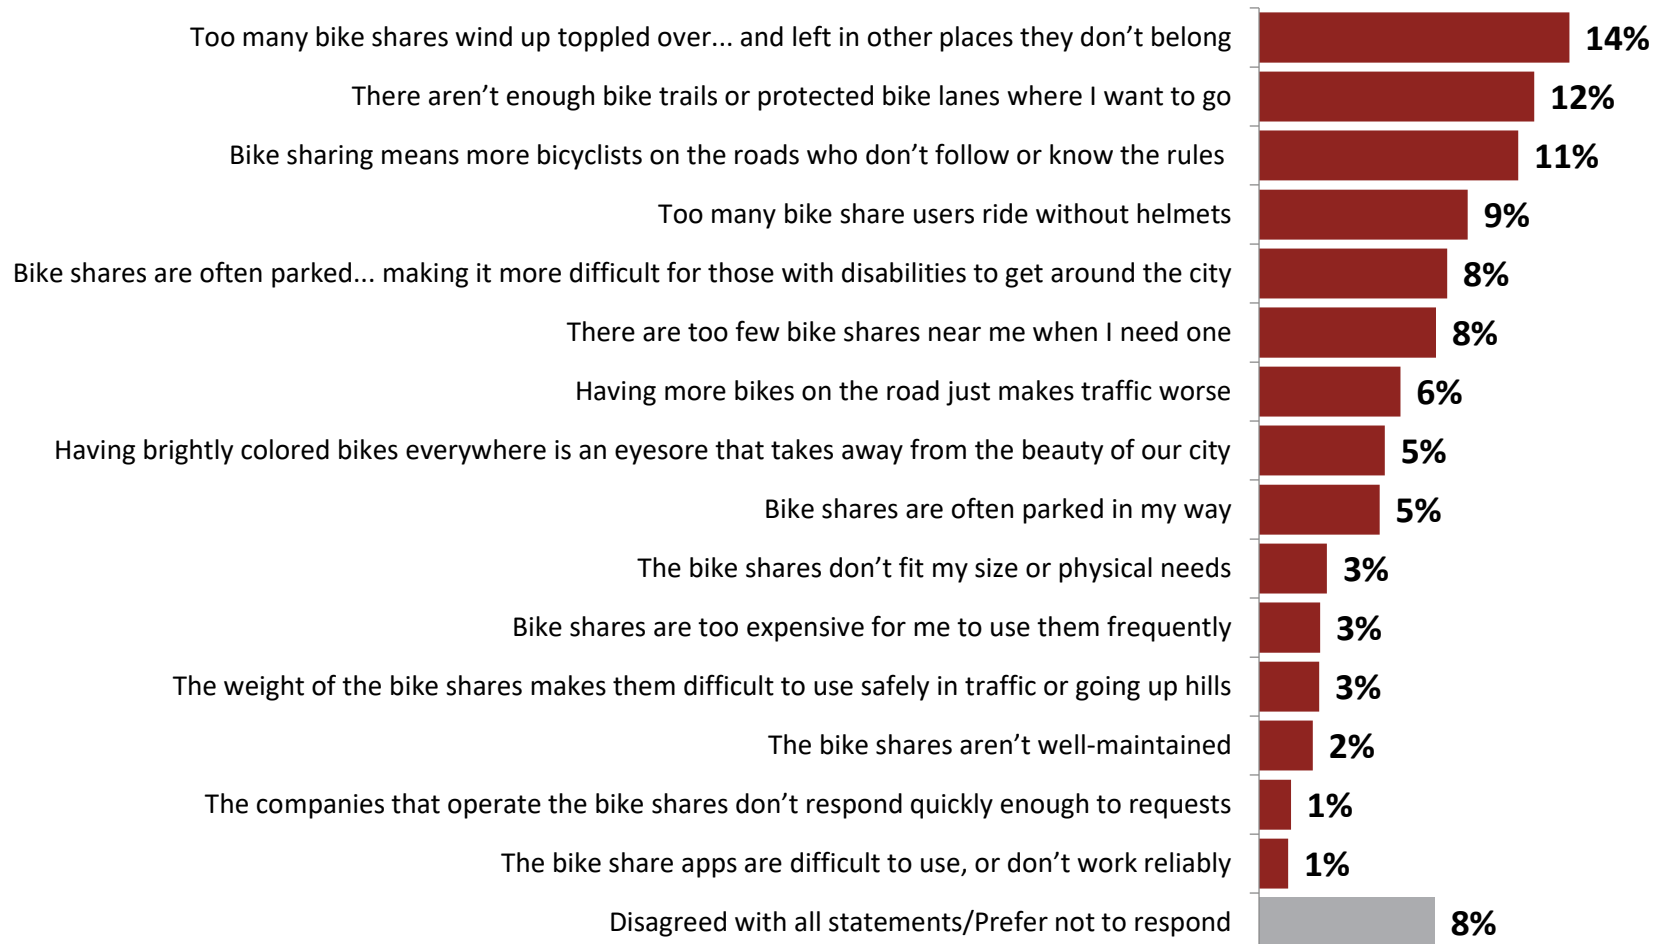 Too many bike shares wind up toppled over... and left in other places they don’t belong 14%
There aren’t enough bike trails or protected bike lanes where I want to go 12%
Bike sharing means more bicyclists on the roads who don’t follow or know the rules 11%
Too many bike share users ride without helmets 9%
Bike shares are often parked... making it more difficult for those with disabilities to get around the city 8%
There are too few bike shares near me when I need one 8%
Having more bikes on the road just makes traffic worse 6%
Having brightly colored bikes everywhere is an eyesore that takes away from the beauty of our city 5%
Bike shares are often parked in my way 5%
The bike shares don’t fit my size or physical needs 3%
Bike shares are too expensive for me to use them frequently 3%
The weight of the bike shares makes them difficult to use safely in traffic or going up hills 3%
The bike shares aren’t well-maintained 2%
The companies that operate the bike shares don’t respond quickly enough to requests 1%
The bike share apps are difficult to use, or don’t work reliably 1%
Disagreed with all statements/Prefer not to respond 8%